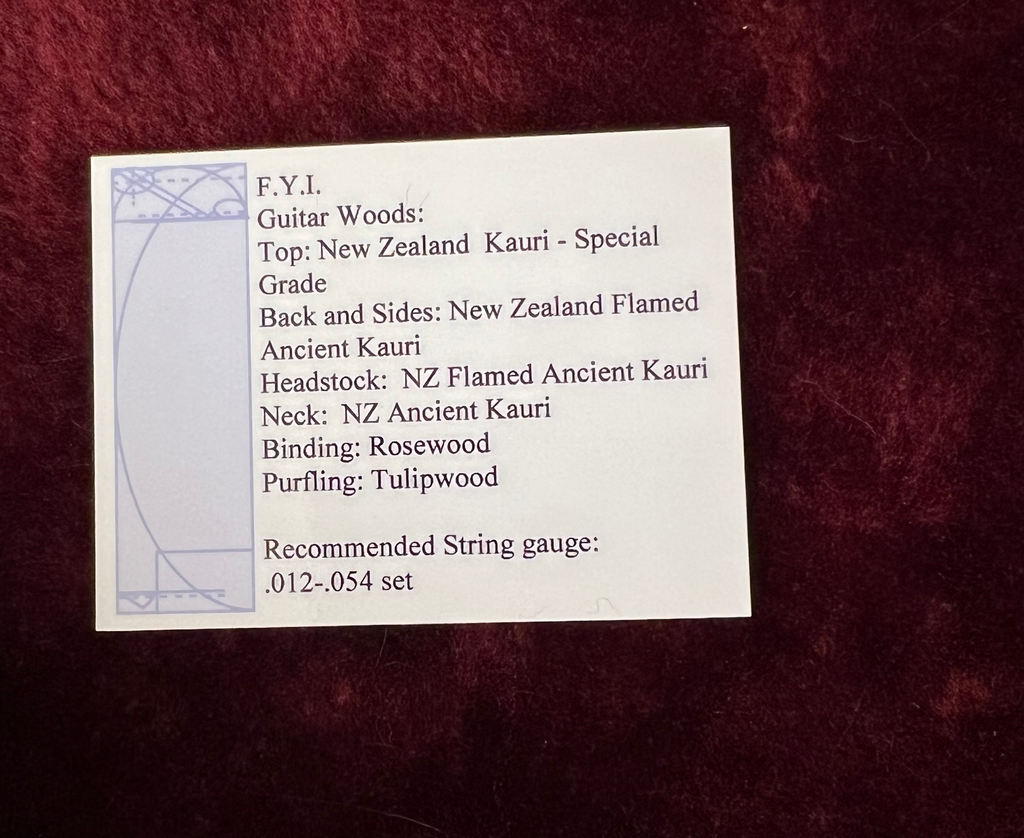 F.Y.I.
Guitar Woods:
Top: New Zealand  Kauri - Special
Grade
Back and Sides: New Zealand Flamed
Ancient Kauri
Headstock:  NZ Flamed Ancient Kauri
Neck:  NZ Ancient Kauri
Binding: Rosewood
Purfling: Tulipwood
Recommended String gauge:
.012-.054 set